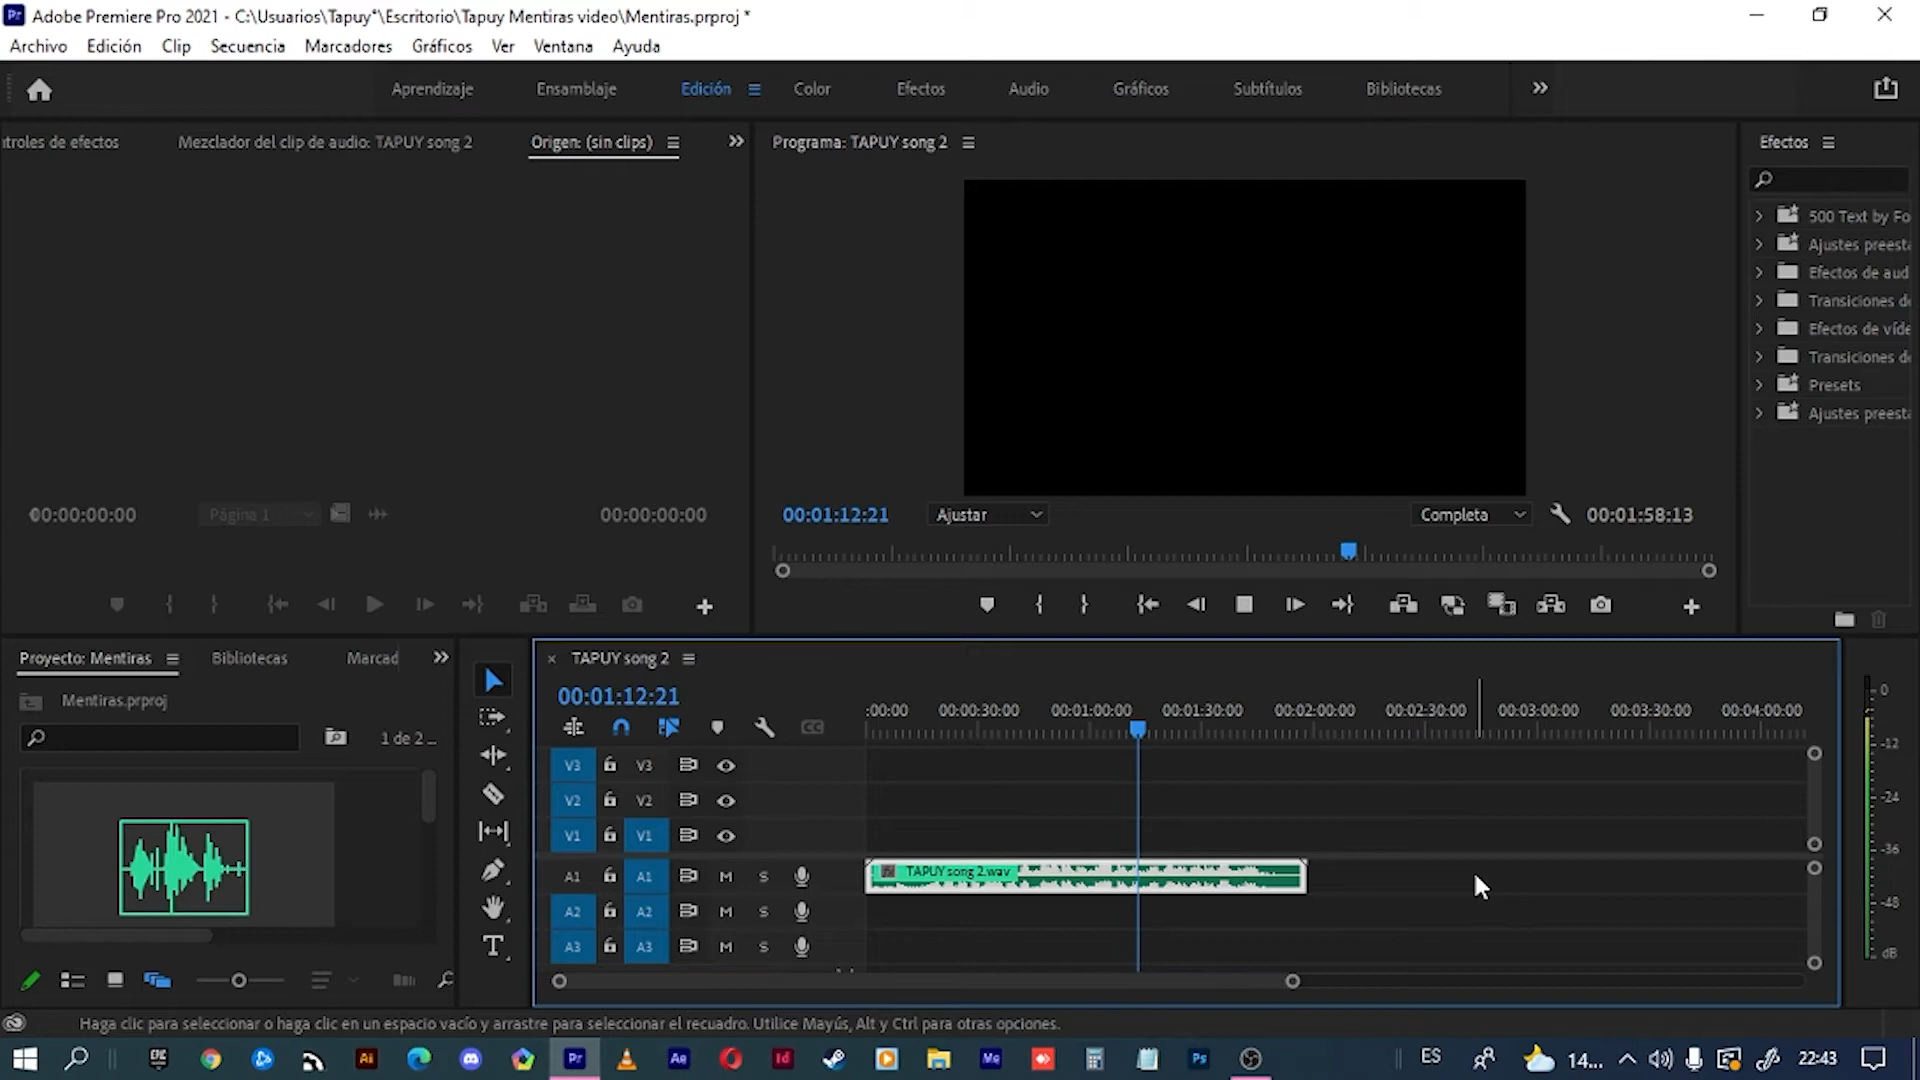 Adobe Premiere Pro 2021 - C:\Usuarios\Tapuy*\Escritorio\Tapuy Mentiras video\Mentiras.prproj *
Archivo Edición Clip Secuencia Marcadores Gráficos Ver Ventana Ayuda
Aprendizaje Ensamblaje Edición Color Efectos Audio Gráficos Subtítulos Bibliotecas
troles de efectos Mezclador del clip de audio: TAPUY song 2 Origen: (sin clips) Programa: TAPUY song 2 Efectos
500 Text by Fo
Ajustes preest
Efectos de aud
Transiciones d
Efectos de víde
Transiciones d
Presets
Ajustes preest
00:00:00:00 Página 1 00:00:00:00 00:01:12:21 Ajustar Completa 00:01:58:13
Proyecto: Mentiras Bibliotecas Marcad
Mentiras.prproj
1 de 2 ...
TAPUY song 2
00:01:12:21
:00:00 00:00:30:00 00:01:00:00 00:01:30:00 00:02:00:00 00:02:30:00 00:03:00:00 00:03:30:00 00:04:00:00
V3 V3
V2 V2
V1 V1
A1 A1 M S TAPUY song 2.wav
A2 A2 M S
A3 A3 M S
0
-12
-24
-36
-48
dB
Haga clic para seleccionar o haga clic en un espacio vacío y arrastre para seleccionar el recuadro. Utilice Mayús, Alt y Ctrl para otras opciones.
EPIC Ai Pr Ae Id Me Ps ES 14... 22:43